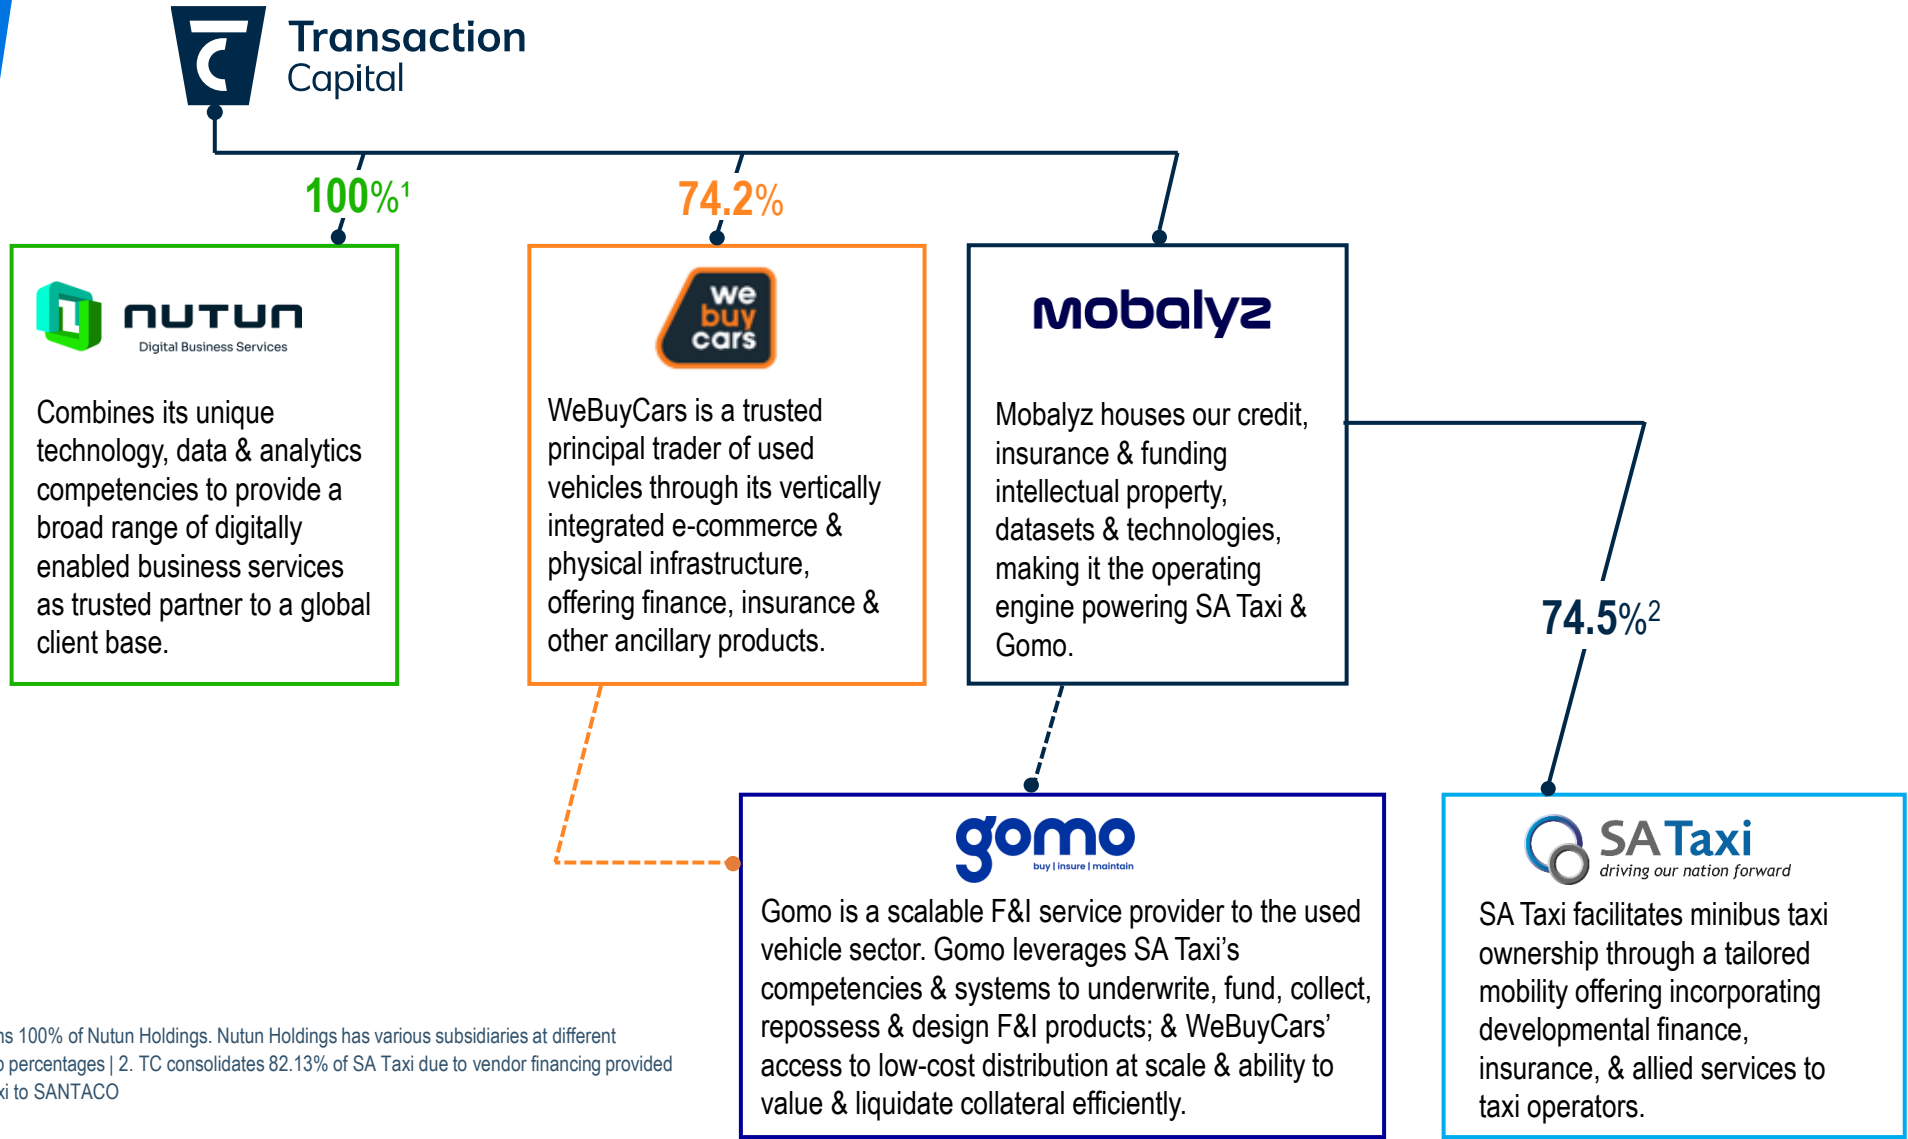 Transaction
Capital
100%¹
74.2%
nutun
Digital Business Services
Combines its unique
technology, data & analytics
competencies to provide a
broad range of digitally
enabled business services
as trusted partner to a global
client base.
we
buy
cars
WeBuyCars is a trusted
principal trader of used
vehicles through its vertically
integrated e-commerce &
physical infrastructure,
offering finance, insurance &
other ancillary products.
Mobalyz
Mobalyz houses our credit,
insurance & funding
intellectual property,
datasets & technologies,
making it the operating
engine powering SA Taxi &
Gomo.
74.5%²
gomo
buy | insure | maintain
Gomo is a scalable F&I service provider to the used
vehicle sector. Gomo leverages SA Taxi’s
competencies & systems to underwrite, fund, collect,
repossess & design F&I products; & WeBuyCars’
access to low-cost distribution at scale & ability to
value & liquidate collateral efficiently.
SA Taxi
driving our nation forward
SA Taxi facilitates minibus taxi
ownership through a tailored
mobility offering incorporating
developmental finance,
insurance, & allied services to
taxi operators.
100% of Nutun Holdings. Nutun Holdings has various subsidiaries at different
percentages | 2. TC consolidates 82.13% of SA Taxi due to vendor financing provided
to SANTACO